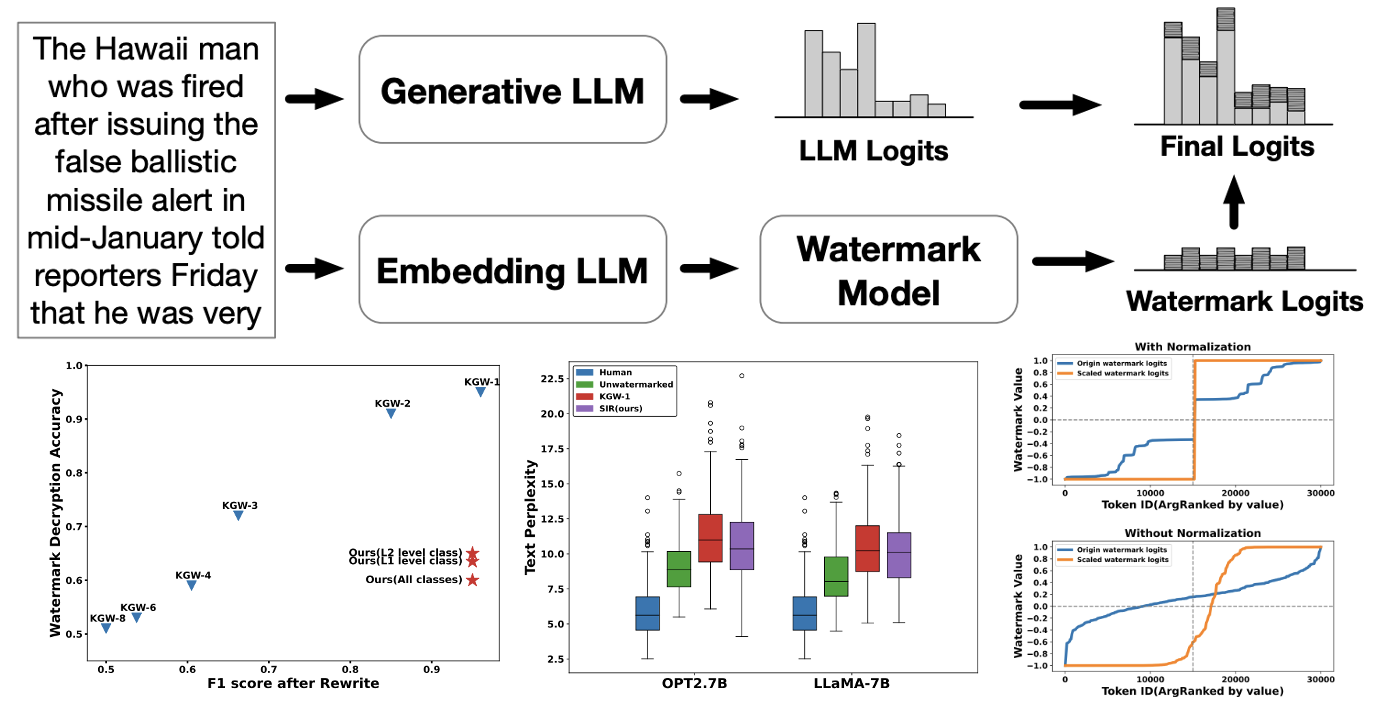 The Hawaii man
who was fired
after issuing the
false ballistic
missile alert in
mid-January told
reporters Friday
that he was very
Generative LLM
LLM Logits
Final Logits
Embedding LLM
Watermark
Model
Watermark Logits
Watermark Decryption Accuracy
1.0
0.9
0.8
0.7
0.6
0.5
KGW-1
KGW-2
KGW-3
KGW-4
KGW-6
KGW-8
Ours(L2 level class)
Ours(L1 level class)
Ours(All classes)
0.5
0.6
0.7
0.8
0.9
F1 score after Rewrite
Text Perplexity
22.5
20.0
17.5
15.0
12.5
10.0
7.5
5.0
2.5
Human
Unwatermarked
KGW-1
SIR(ours)
OPT2.7B
LLaMA-7B
With Normalization
Watermark Value
1.0
0.8
0.6
0.4
0.2
0.0
−0.2
−0.4
−0.6
−0.8
−1.0
Origin watermark logits
Scaled watermark logits
0
10000
20000
30000
Token ID(ArgRanked by value)
Without Normalization
Watermark Value
1.0
0.8
0.6
0.4
0.2
0.0
−0.2
−0.4
−0.6
−0.8
−1.0
Origin watermark logits
Scaled watermark logits
0
10000
20000
30000
Token ID(ArgRanked by value)